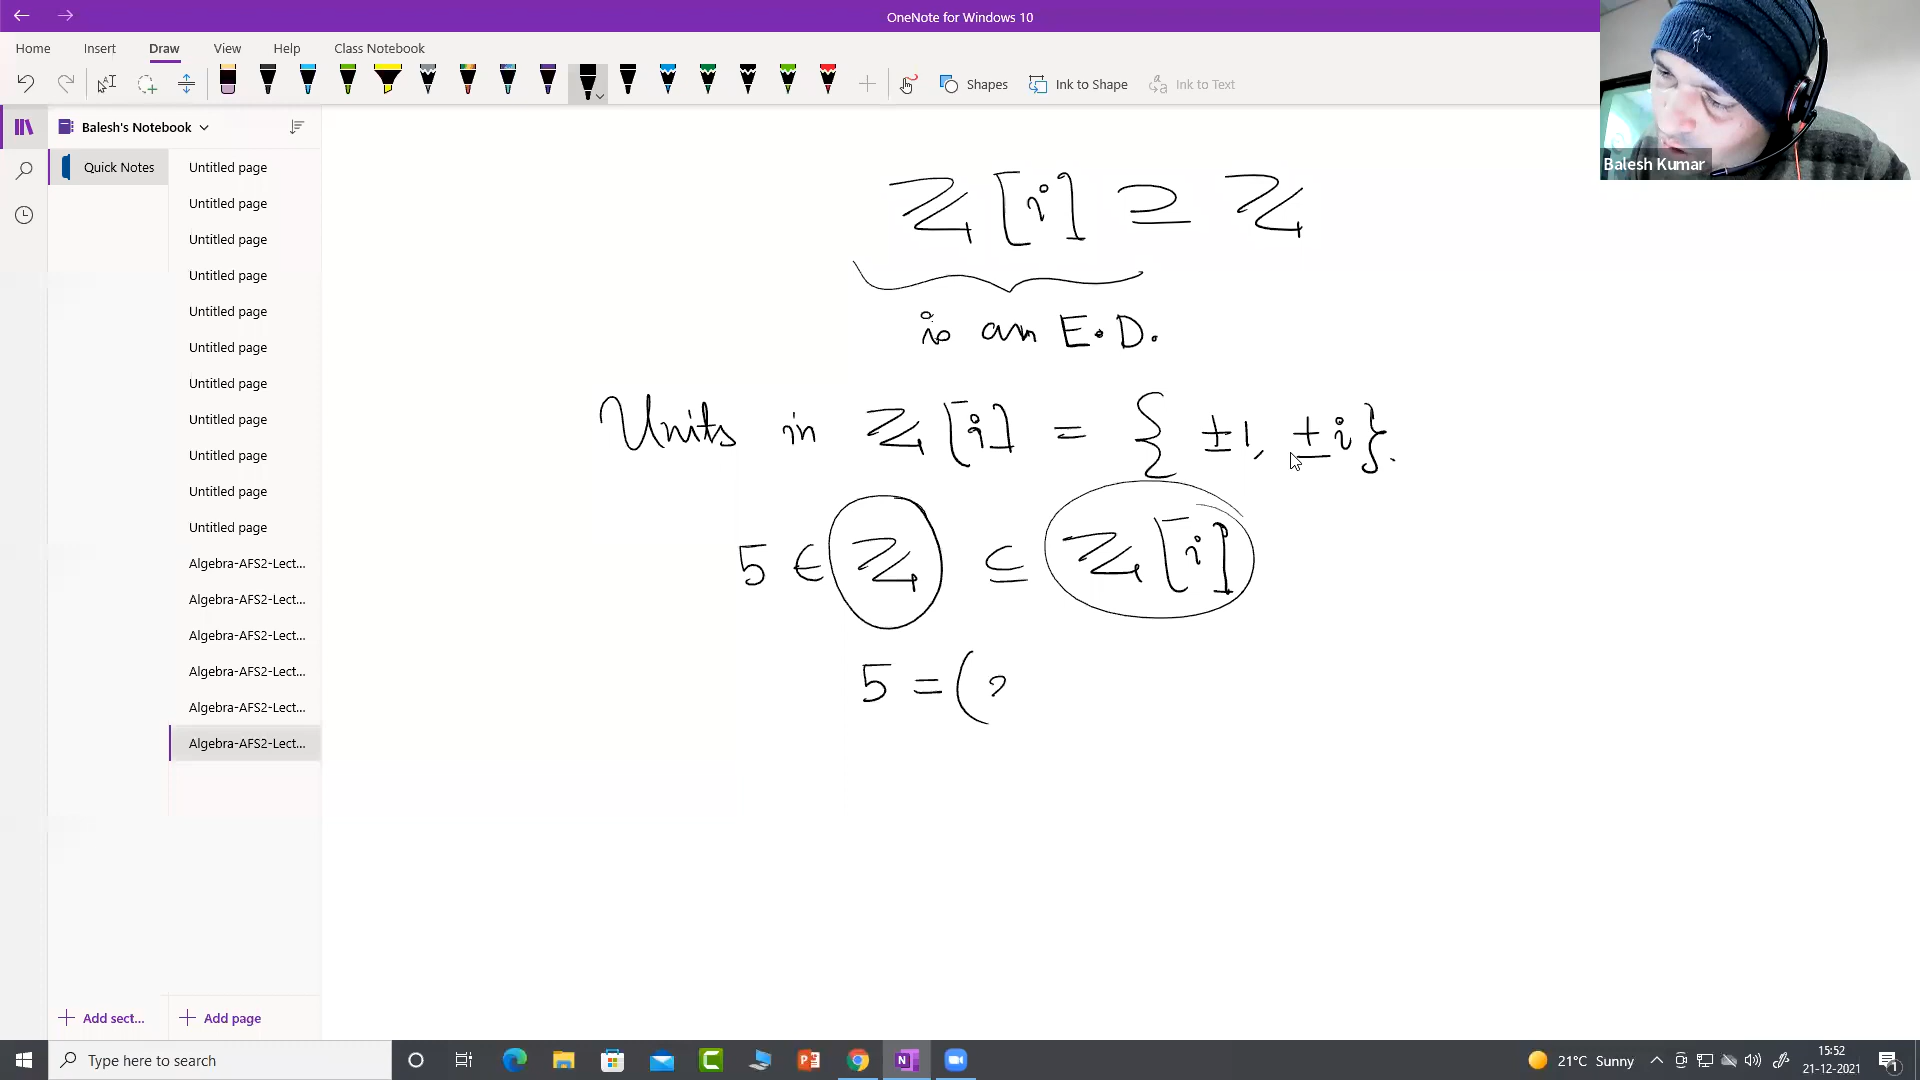 OneNote for Windows 10
Home Insert Draw View Help Class Notebook
Shapes Ink to Shape Ink to Text
Balesh's Notebook
Quick Notes
Untitled page
Untitled page
Untitled page
Untitled page
Untitled page
Untitled page
Untitled page
Untitled page
Untitled page
Untitled page
Untitled page
Algebra-AFS2-Lect...
Algebra-AFS2-Lect...
Algebra-AFS2-Lect...
Algebra-AFS2-Lect...
Algebra-AFS2-Lect...
Algebra-AFS2-Lect...
Add sect... Add page
ℤ[i] ⊇ ℤ
is an E.D.
Units in ℤ[i] = { ±1, ±i}.
5 ∈ ℤ ⊆ ℤ[i]
5 = (2
Balesh Kumar
Type here to search
21°C Sunny
15:52
21-12-2021
1